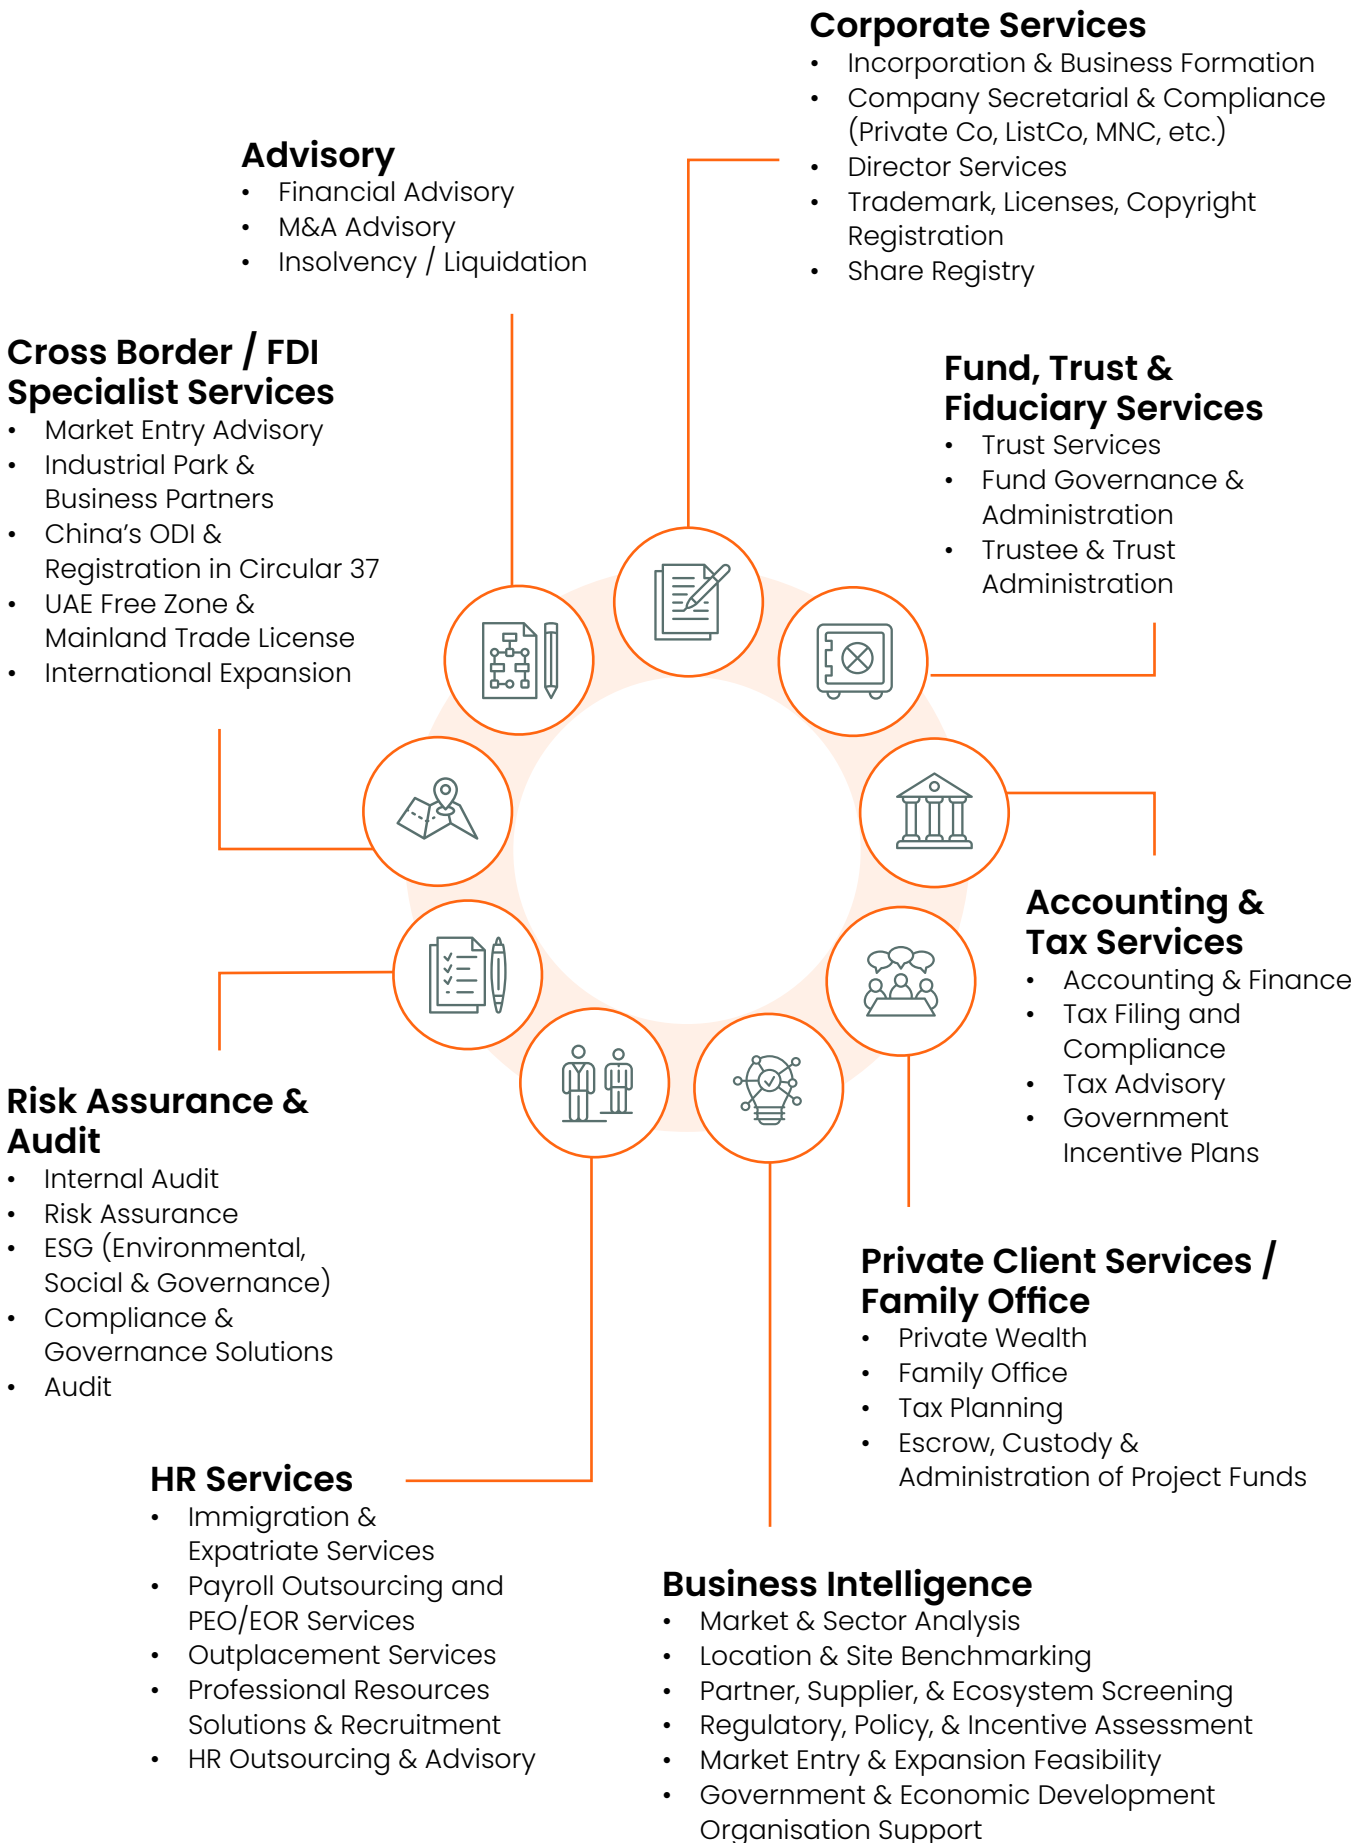 Corporate Services
• Incorporation & Business Formation
• Company Secretarial & Compliance
(Private Co, ListCo, MNC, etc.)
• Director Services
• Trademark, Licenses, Copyright
Registration
• Share Registry
Advisory
• Financial Advisory
• M&A Advisory
• Insolvency / Liquidation
Cross Border / FDI
Specialist Services
• Market Entry Advisory
• Industrial Park &
Business Partners
• China’s ODI &
Registration in Circular 37
• UAE Free Zone &
Mainland Trade License
• International Expansion
Fund, Trust &
Fiduciary Services
• Trust Services
• Fund Governance &
Administration
• Trustee & Trust
Administration
Accounting &
Tax Services
• Accounting & Finance
• Tax Filing and
Compliance
• Tax Advisory
• Government
Incentive Plans
Risk Assurance &
Audit
• Internal Audit
• Risk Assurance
• ESG (Environmental,
Social & Governance)
• Compliance &
Governance Solutions
• Audit
Private Client Services /
Family Office
• Private Wealth
• Family Office
• Tax Planning
• Escrow, Custody &
Administration of Project Funds
HR Services
• Immigration &
Expatriate Services
• Payroll Outsourcing and
PEO/EOR Services
• Outplacement Services
• Professional Resources
Solutions & Recruitment
• HR Outsourcing & Advisory
Business Intelligence
• Market & Sector Analysis
• Location & Site Benchmarking
• Partner, Supplier, & Ecosystem Screening
• Regulatory, Policy, & Incentive Assessment
• Market Entry & Expansion Feasibility
• Government & Economic Development
Organisation Support